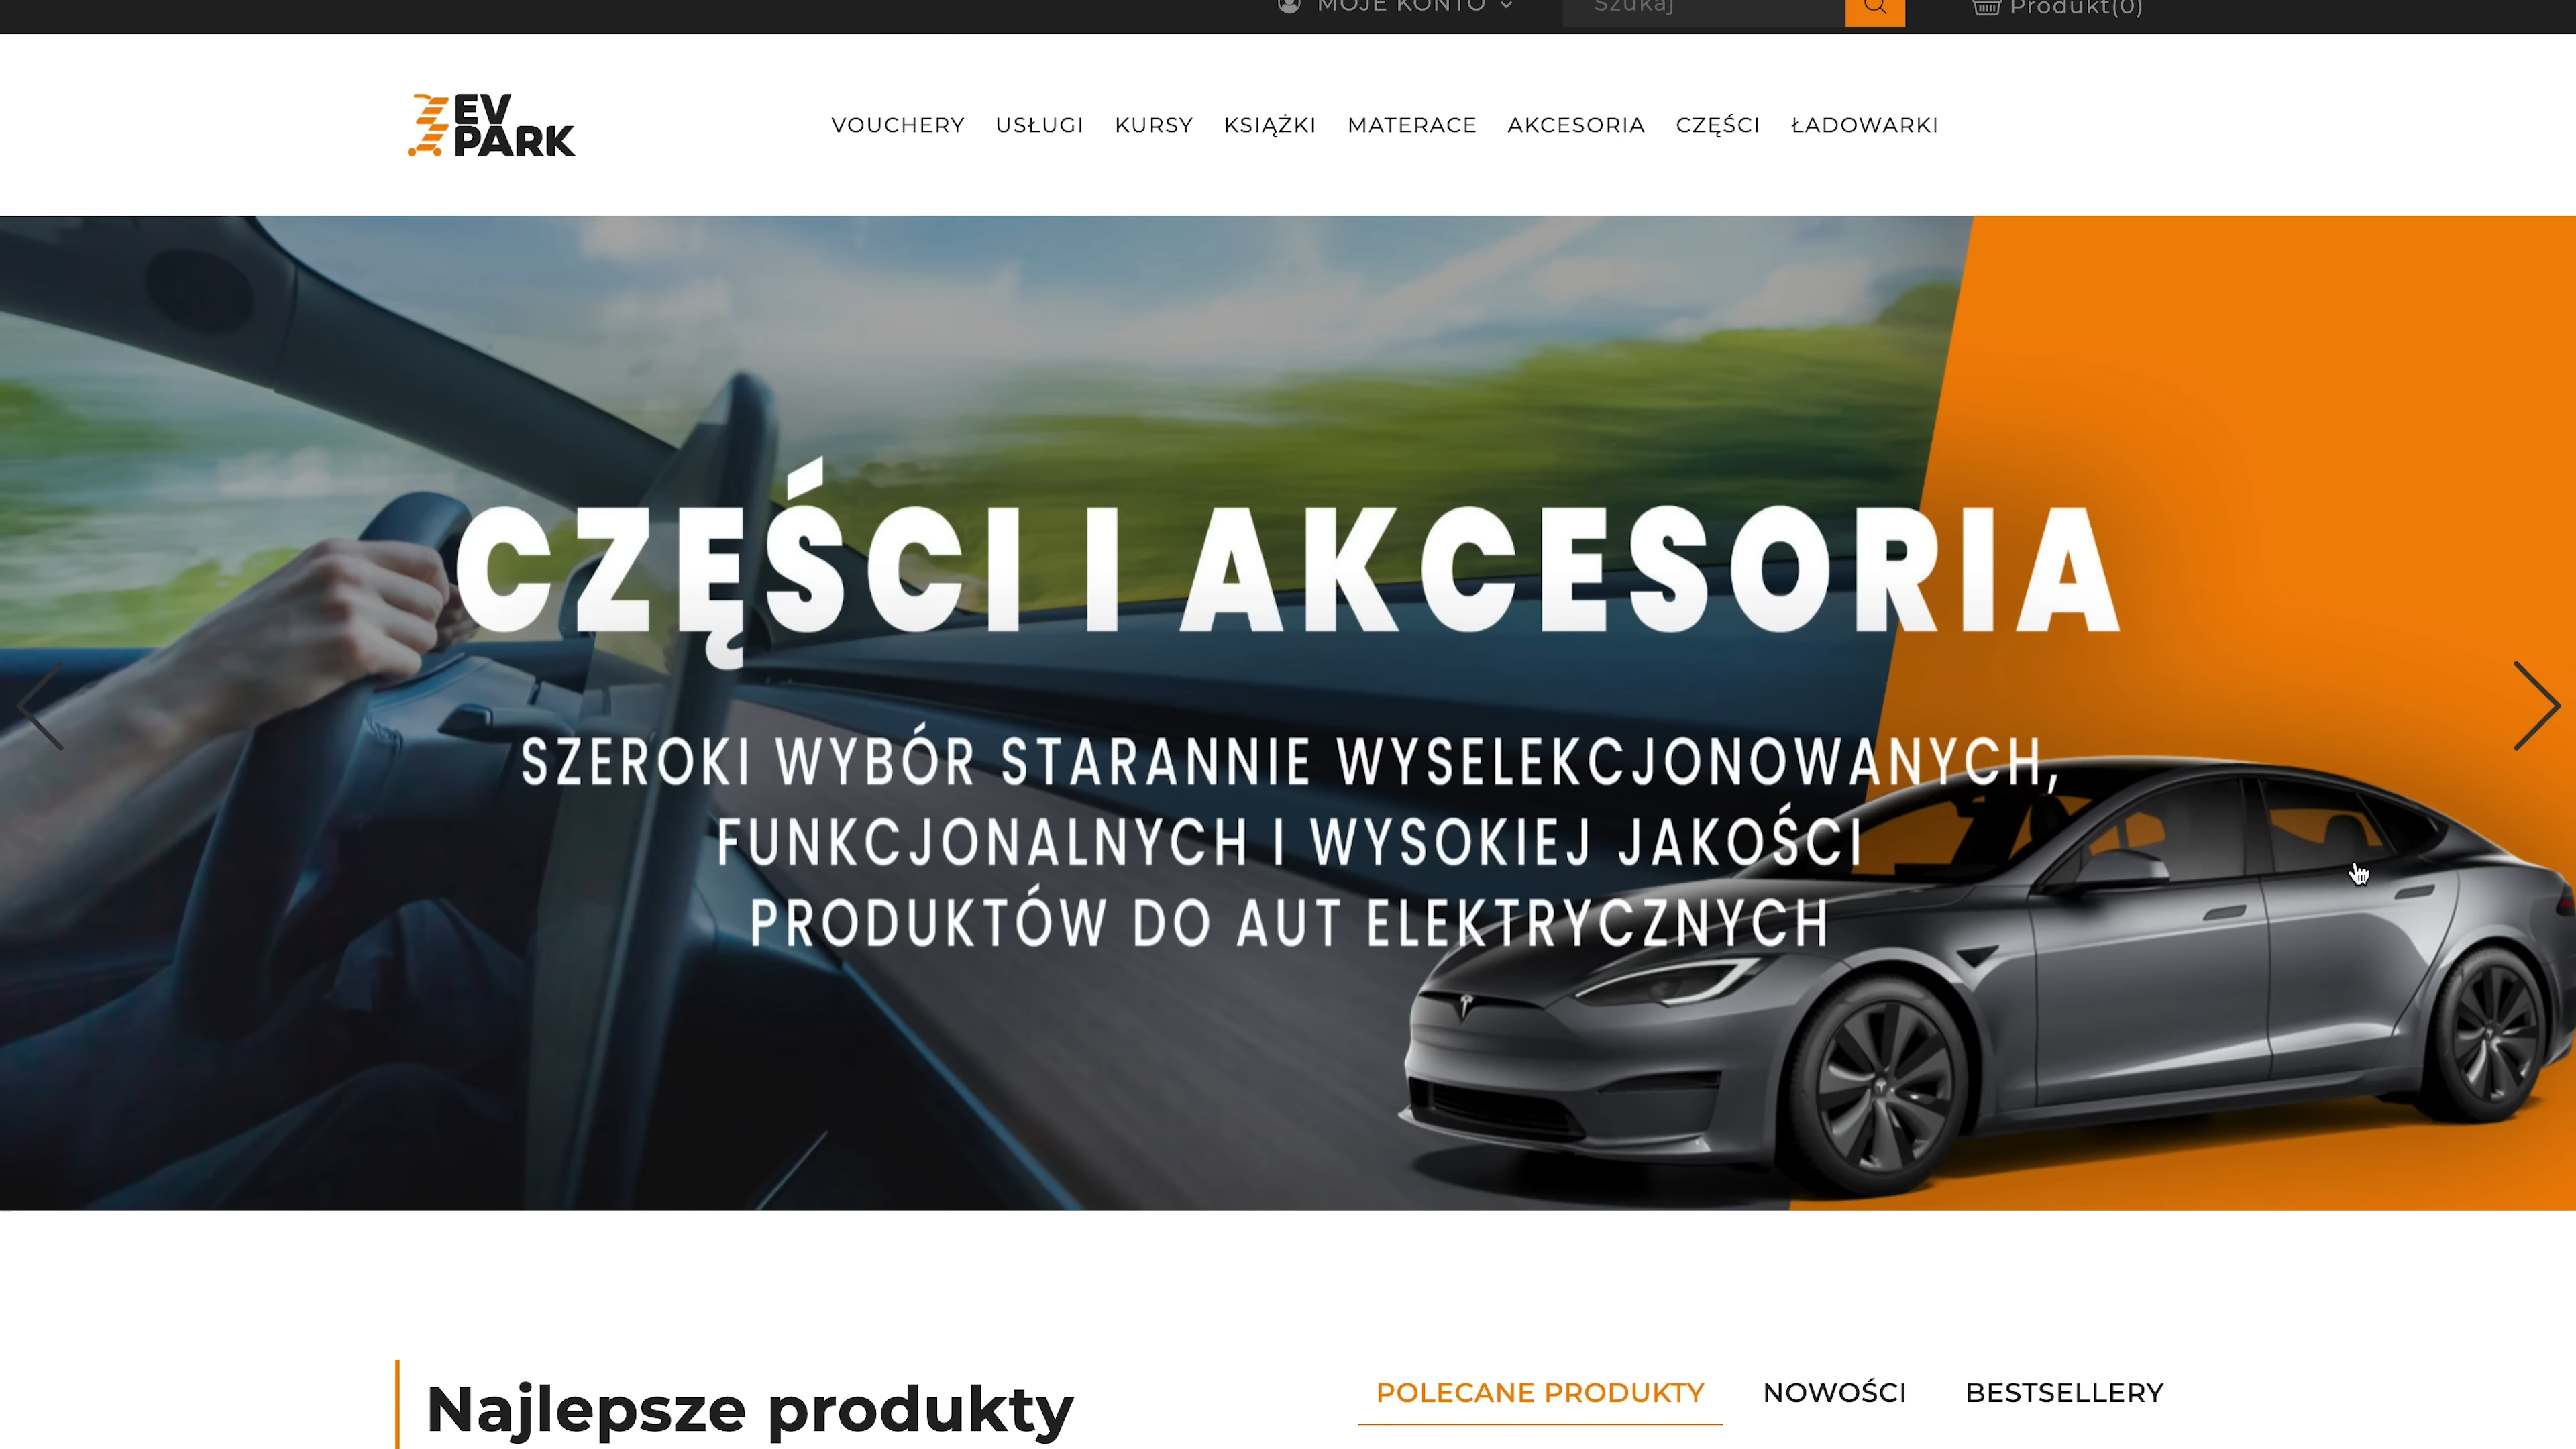 MOJE KONTO
Szukaj
Produkt(0)
EV
PARK
VOUCHERY USŁUGI KURSY KSIĄŻKI MATERACE AKCESORIA CZĘŚCI ŁADOWARKI
CZĘŚCI I AKCESORIA
SZEROKI WYBÓR STARANNIE WYSELEKCJONOWANYCH,
FUNKCJONALNYCH I WYSOKIEJ JAKOŚCI
PRODUKTÓW DO AUT ELEKTRYCZNYCH
Najlepsze produkty
POLECANE PRODUKTY NOWOŚCI BESTSELLERY